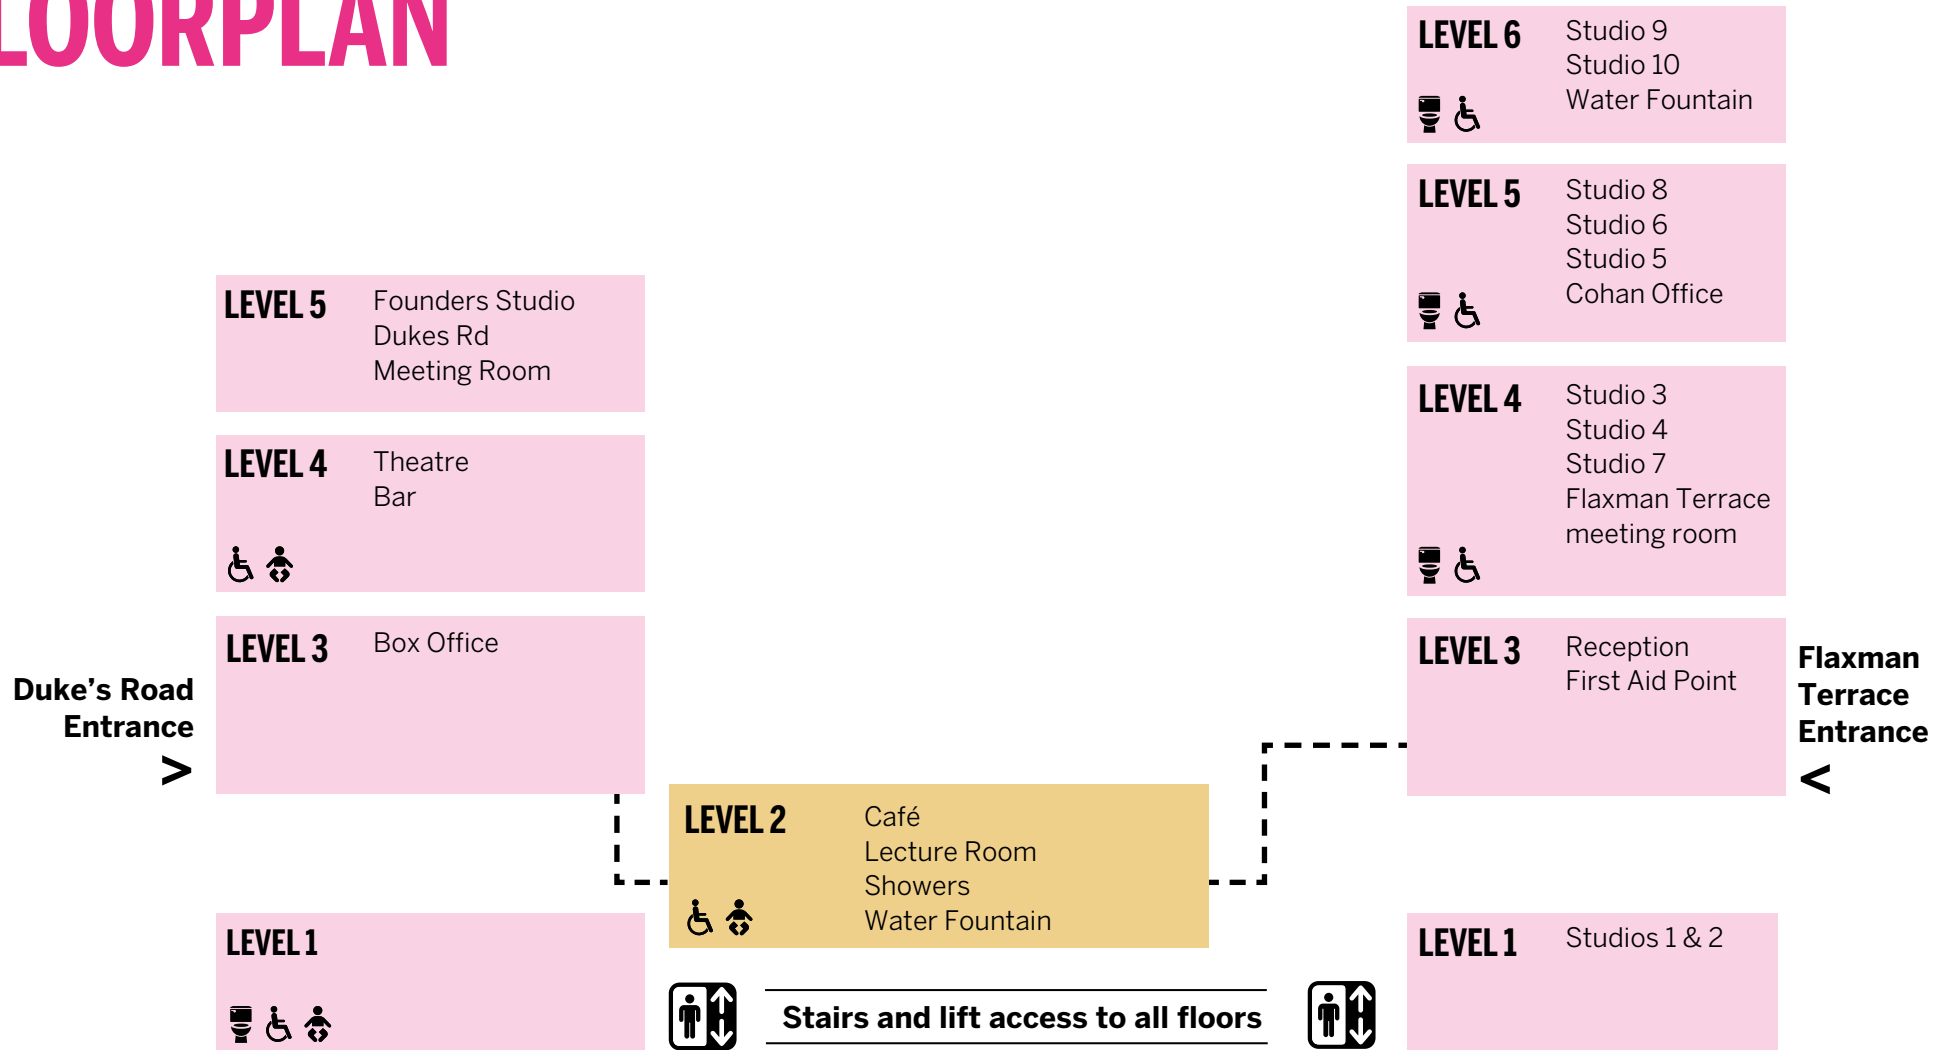 LOORPLAN
LEVEL 5
Founders Studio
Dukes Rd
Meeting Room
LEVEL 4
Theatre
Bar
LEVEL 3
Box Office
Duke’s Road
Entrance
>
LEVEL 1
LEVEL 2
Café
Lecture Room
Showers
Water Fountain
Stairs and lift access to all floors
LEVEL 6
Studio 9
Studio 10
Water Fountain
LEVEL 5
Studio 8
Studio 6
Studio 5
Cohan Office
LEVEL 4
Studio 3
Studio 4
Studio 7
Flaxman Terrace
meeting room
LEVEL 3
Reception
First Aid Point
Flaxman
Terrace
Entrance
<
LEVEL 1
Studios 1 & 2